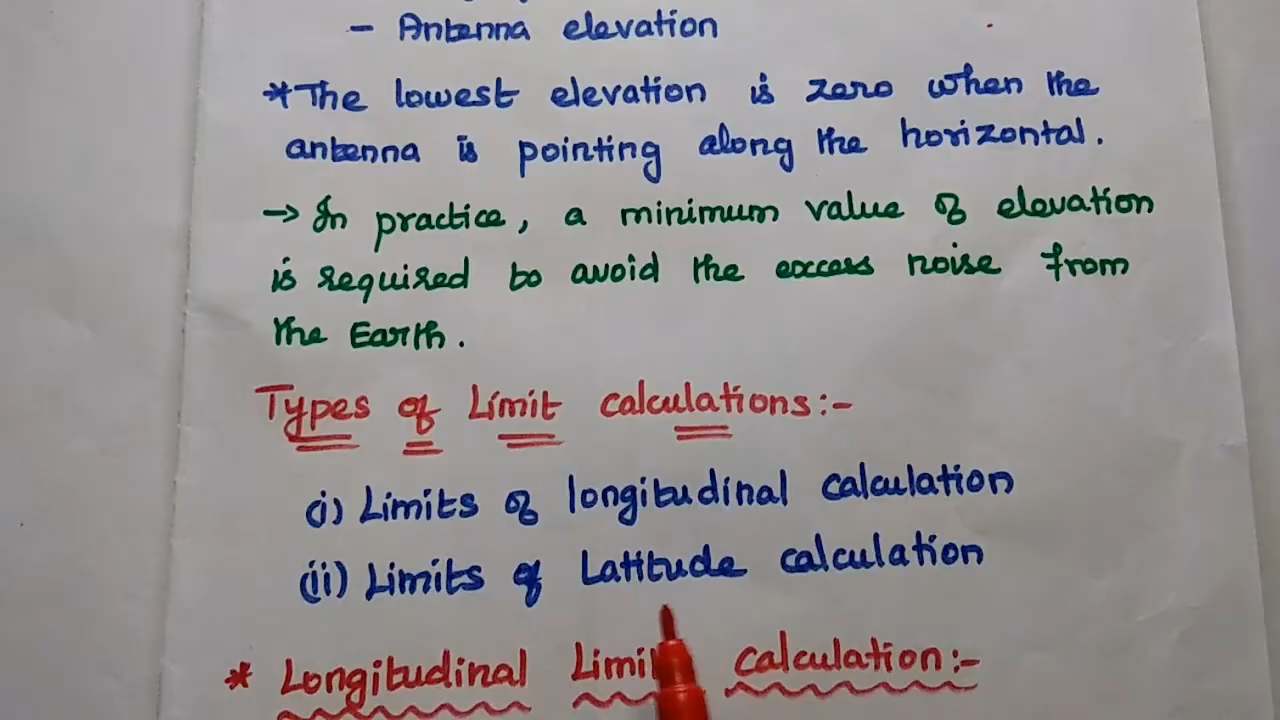 - Antenna elevation
* The lowest elevation is zero when the
antenna is pointing along the horizontal.
→ In practice, a minimum value of elevation
is required to avoid the excess noise from
the Earth.
Types of Limit calculations:-
(i) Limits of longitudinal calculation
(ii) Limits of Latitude calculation
* Longitudinal Limit calculation:-